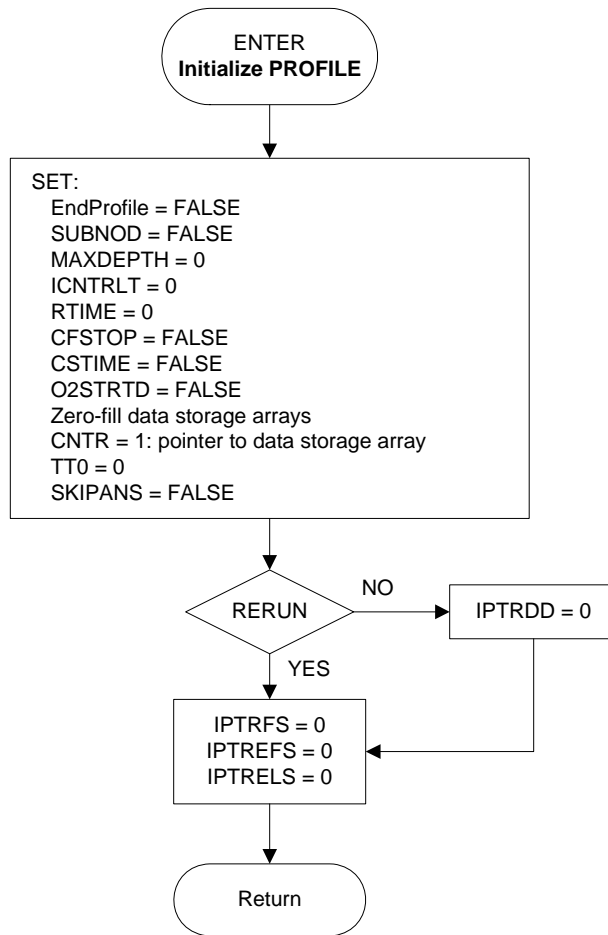 ENTER
Initialize PROFILE
SET:
EndProfile = FALSE
SUBNOD = FALSE
MAXDEPTH = 0
ICNTRLT = 0
RTIME = 0
CFSTOP = FALSE
CSTIME = FALSE
O2STRTD = FALSE
Zero-fill data storage arrays
CNTR = 1: pointer to data storage array
TT0 = 0
SKIPANS = FALSE
RERUN
NO
IPTRDD = 0
YES
IPTRFS = 0
IPTREFS = 0
IPTRELS = 0
Return